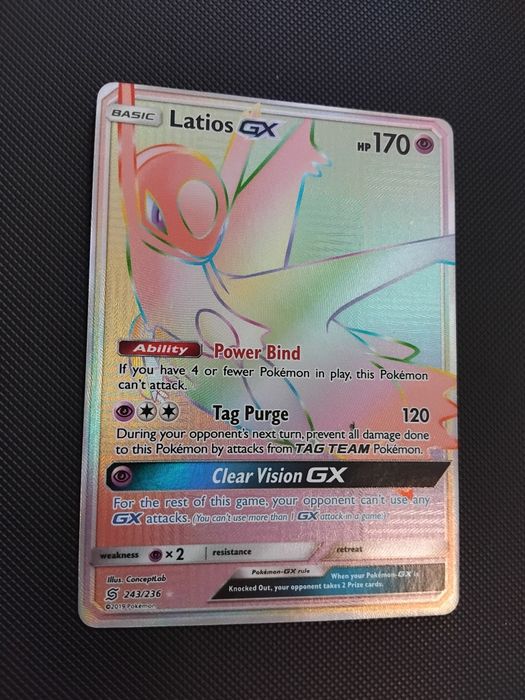 BASIC Latios GX HP 170
Ability Power Bind
If you have 4 or fewer Pokémon in play, this Pokémon
can't attack.
Tag Purge 120
During your opponent's next turn, prevent all damage done
to this Pokémon by attacks from TAG TEAM Pokémon.
Clear Vision GX
For the rest of this game, your opponent can't use any
GX attacks. (You can't use more than 1 GX attack in a game.)
weakness ×2 resistance retreat
Illus. ConceptLab
Pokémon-GX rule
When your Pokémon-GX is
Knocked Out, your opponent takes 2 Prize cards.
243/236
©2019 Pokémon